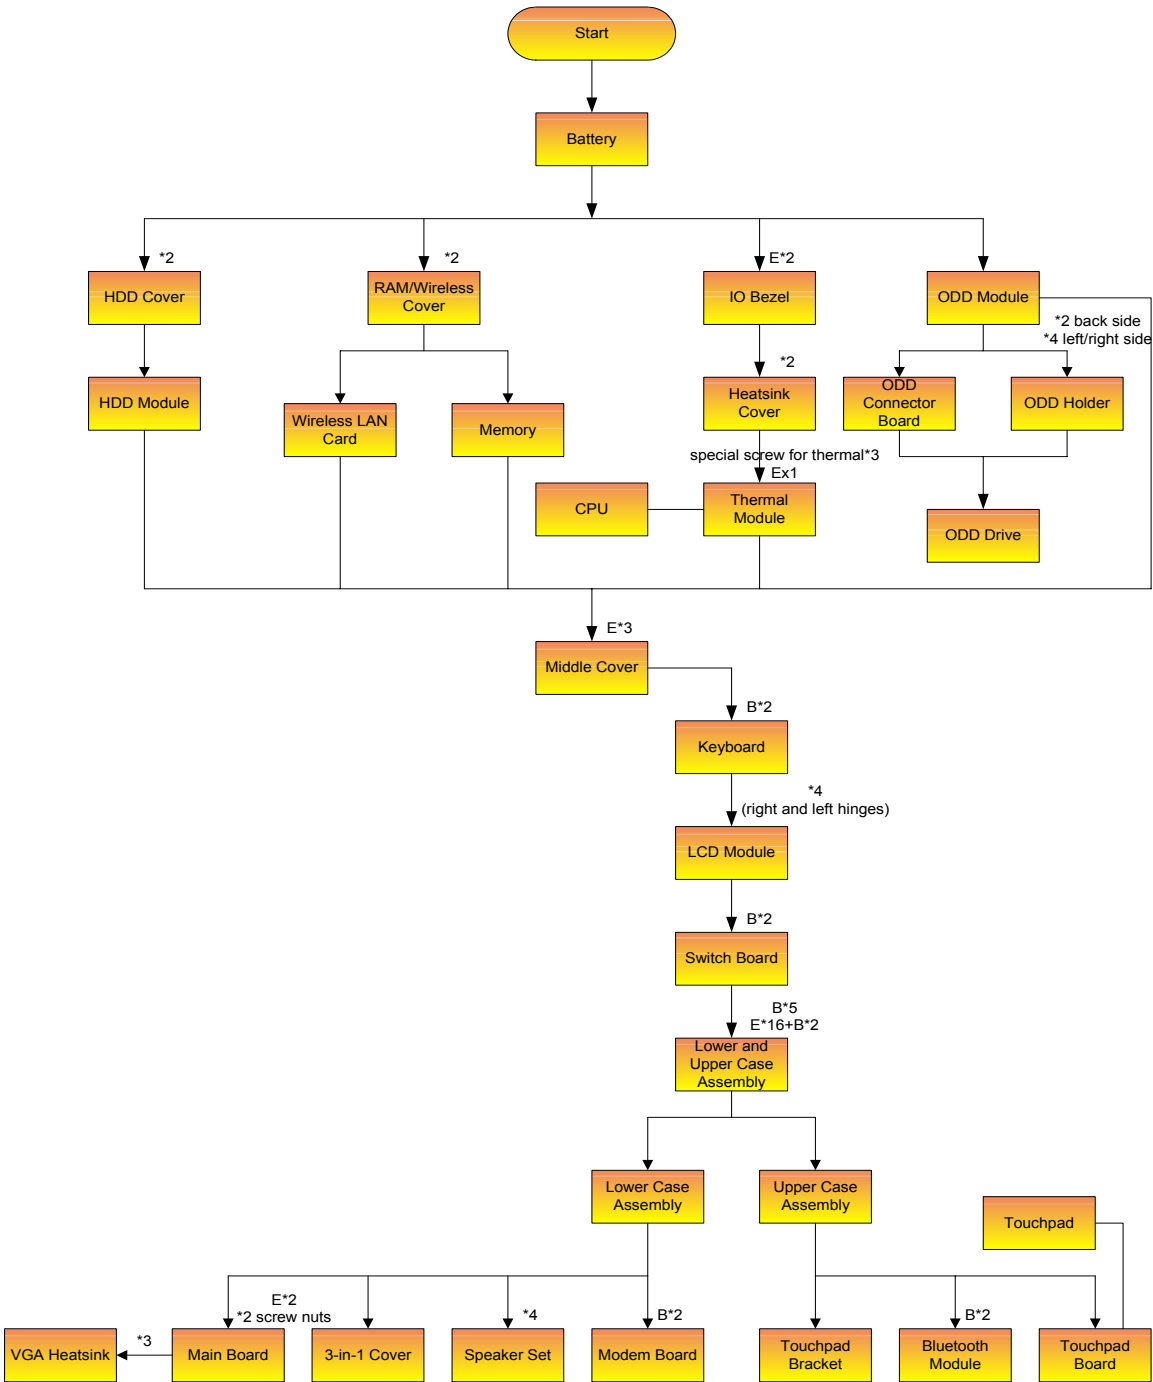 Start
Battery
*2
*2
E*2
HDD Cover
RAM/Wireless
Cover
IO Bezel
ODD Module
*2 back side
*4 left/right side
*2
HDD Module
Wireless LAN
Card
Memory
Heatsink
Cover
ODD
Connector
Board
ODD Holder
special screw for thermal*3
Ex1
CPU
Thermal
Module
ODD Drive
E*3
Middle Cover
B*2
Keyboard
*4
(right and left hinges)
LCD Module
B*2
Switch Board
B*5
E*16+B*2
Lower and
Upper Case
Assembly
Lower Case
Assembly
Upper Case
Assembly
Touchpad
E*2
*2 screw nuts
*4
B*2
B*2
*3
VGA Heatsink
Main Board
3-in-1 Cover
Speaker Set
Modem Board
Touchpad
Bracket
Bluetooth
Module
Touchpad
Board